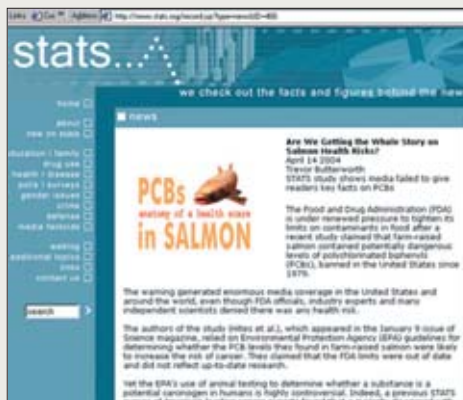 Links
Address http://www.stats.org/record.jsp?type=news&ID=
stats...
we check out the facts and figures behind the new
home
about
new on stats
education | family
drug use
health | disease
polls | surveys
gender issues
crime
defense
media
weblog
additional topics
links
contact us
search
news
PCBs
anatomy of a health scare
in SALMON
Are We Getting the Whole Story on
Salmon Health Risks?
April 14 2004
Trevor Butterworth
STATS study shows media failed to give
readers key facts on PCBs
The Food and Drug Administration (FDA)
is under renewed pressure to tighten its
limits on contaminants in food after a
recent study claimed that farm-raised
salmon contained potentially dangerous
levels of polychlorinated biphenyls
(PCBs), banned in the United States since
1979.
The warning generated enormous media coverage in the United States and
around the world, even though FDA officials, industry experts and many
independent scientists denied there was any health risk.
The authors of the study (Hites et al.), which appeared in the January 9 issue of
Science magazine, relied on Environmental Protection Agency (EPA) guidelines for
determining whether the PCB levels they found in farm-raised salmon were likely
to increase the risk of cancer. They claimed that the FDA limits were out of date
and did not reflect up-to-date research.
Yet the EPA's use of animal testing to determine whether a substance is a
potential carcinogen in humans is highly controversial. Indeed, a previous STATS